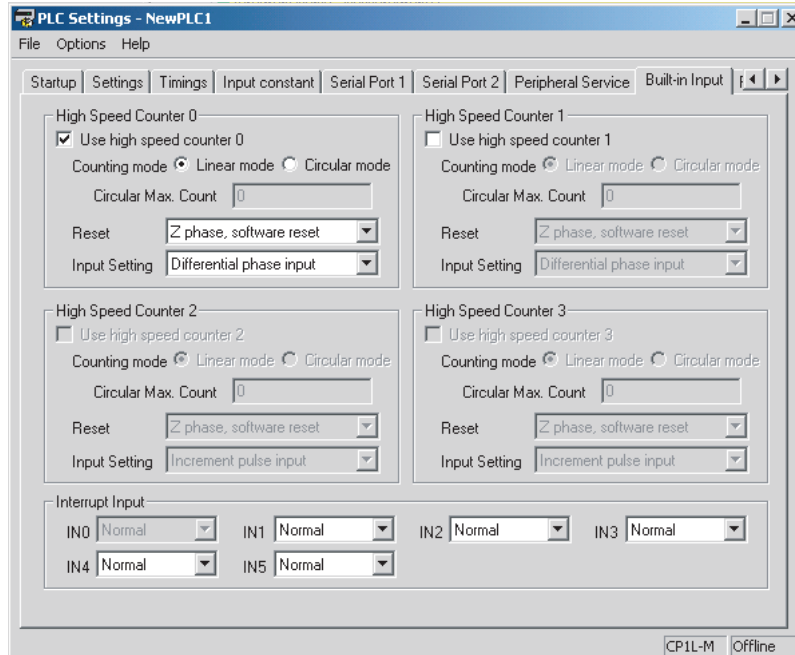 PLC Settings - NewPLC1
File Options Help
Startup Settings Timings Input constant Serial Port 1 Serial Port 2 Peripheral Service Built-in Input
High Speed Counter 0
Use high speed counter 0
Counting mode Linear mode Circular mode
Circular Max. Count 0
Reset Z phase, software reset
Input Setting Differential phase input
High Speed Counter 1
Use high speed counter 1
Counting mode Linear mode Circular mode
Circular Max. Count 0
Reset Z phase, software reset
Input Setting Differential phase input
High Speed Counter 2
Use high speed counter 2
Counting mode Linear mode Circular mode
Circular Max. Count 0
Reset Z phase, software reset
Input Setting Increment pulse input
High Speed Counter 3
Use high speed counter 3
Counting mode Linear mode Circular mode
Circular Max. Count 0
Reset Z phase, software reset
Input Setting Increment pulse input
Interrupt Input
IN0 Normal IN1 Normal IN2 Normal IN3 Normal
IN4 Normal IN5 Normal
CP1L-M Offline